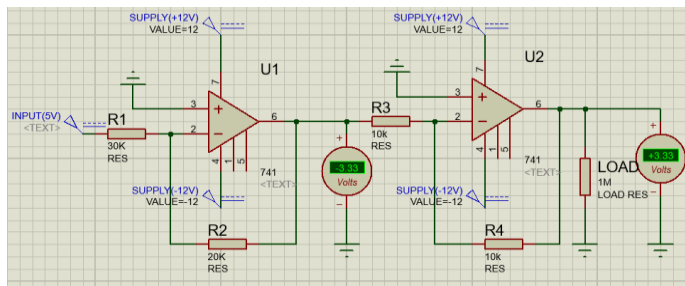 SUPPLY(+12V)
VALUE=12
U1
7
3
6
2
4
1
5
741
<TEXT>
INPUT(5V)
<TEXT>
R1
30K
RES
SUPPLY(-12V)
VALUE=-12
R2
20K
RES
-3.33
Volts
R3
10k
RES
SUPPLY(+12V)
VALUE=12
U2
7
3
6
2
4
1
5
741
<TEXT>
SUPPLY(-12V)
VALUE=-12
R4
10k
RES
LOAD
1M
LOAD RES
+3.33
Volts